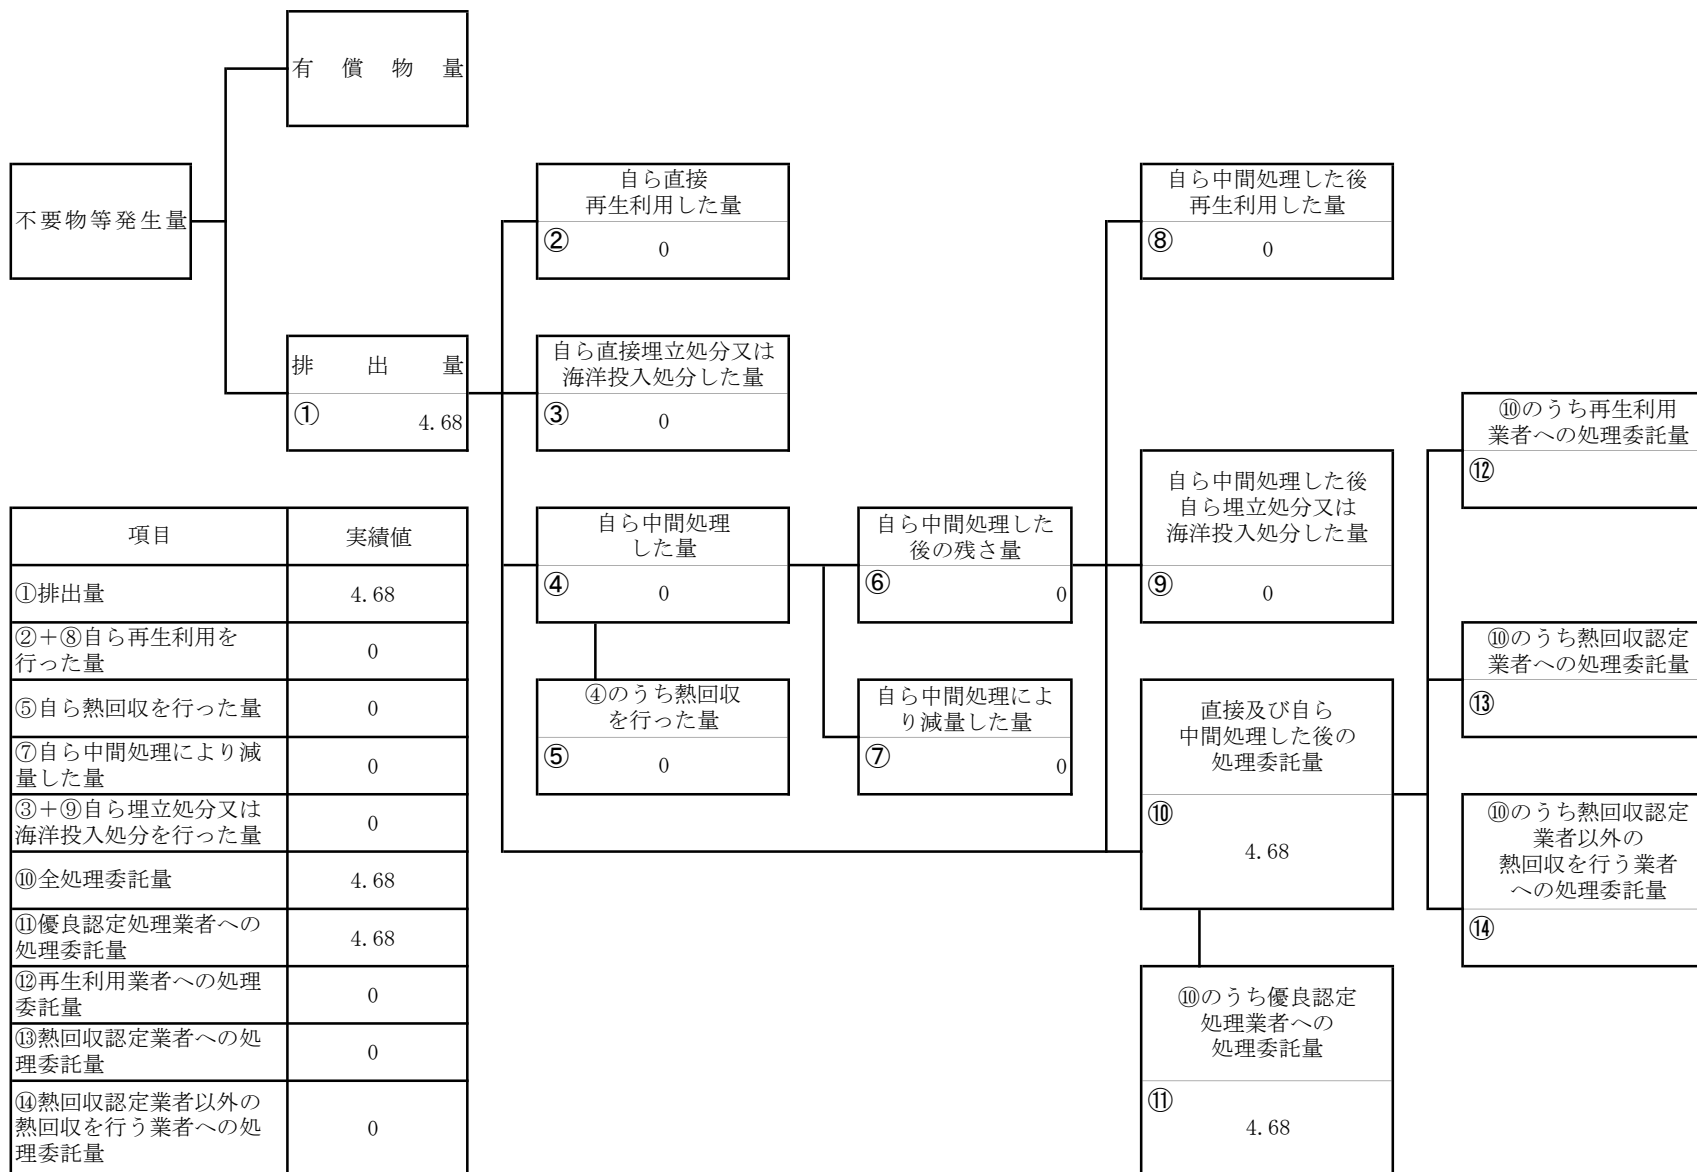 有償物量
不要物等発生量
自ら直接
再生利用した量
②
0
自ら中間処理した後
再生利用した量
⑧
0
排出量
①
4.68
自ら直接埋立処分又は
海洋投入処分した量
③
0
⑩のうち再生利用
業者への処理委託量
⑫
自ら中間処理
した量
④
0
自ら中間処理した
後の残さ量
⑥
0
自ら中間処理した後
自ら埋立処分又は
海洋投入処分した量
⑨
0
⑩のうち熱回収認定
業者への処理委託量
⑬
④のうち熱回収
を行った量
⑤
0
自ら中間処理によ
り減量した量
⑦
0
直接及び自ら
中間処理した後の
処理委託量
⑩
4.68
⑩のうち熱回収認定
業者以外の
熱回収を行う業者
への処理委託量
⑭
⑩のうち優良認定
処理業者への
処理委託量
⑪
4.68
項目 実績値
①排出量 4.68
②＋⑧自ら再生利用を
行った量 0
⑤自ら熱回収を行った量 0
⑦自ら中間処理により減
量した量 0
③＋⑨自ら埋立処分又は
海洋投入処分を行った量 0
⑩全処理委託量 4.68
⑪優良認定処理業者への
処理委託量 4.68
⑫再生利用業者への処理
委託量 0
⑬熱回収認定業者への処
理委託量 0
⑭熱回収認定業者以外の
熱回収を行う業者への処
理委託量 0